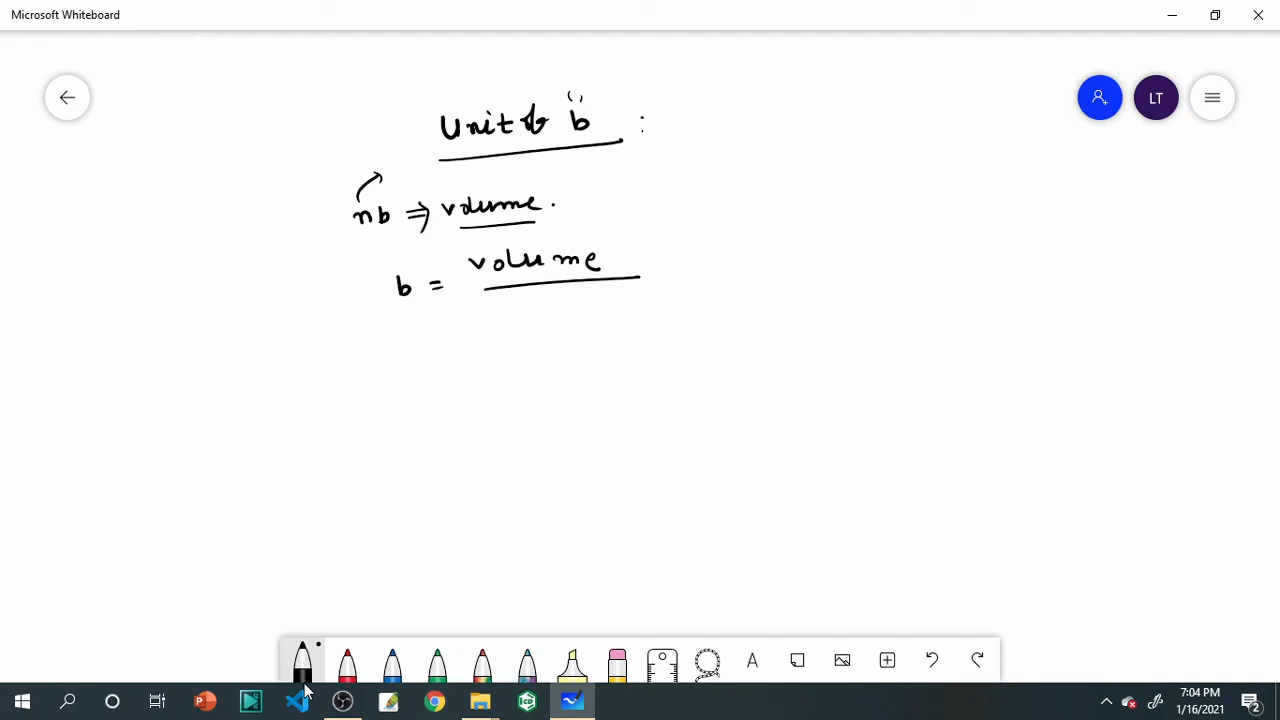 Microsoft Whiteboard
LT
Unit of "b" :
nb ⇒ volume.
b = volume
7:04 PM
1/16/2021